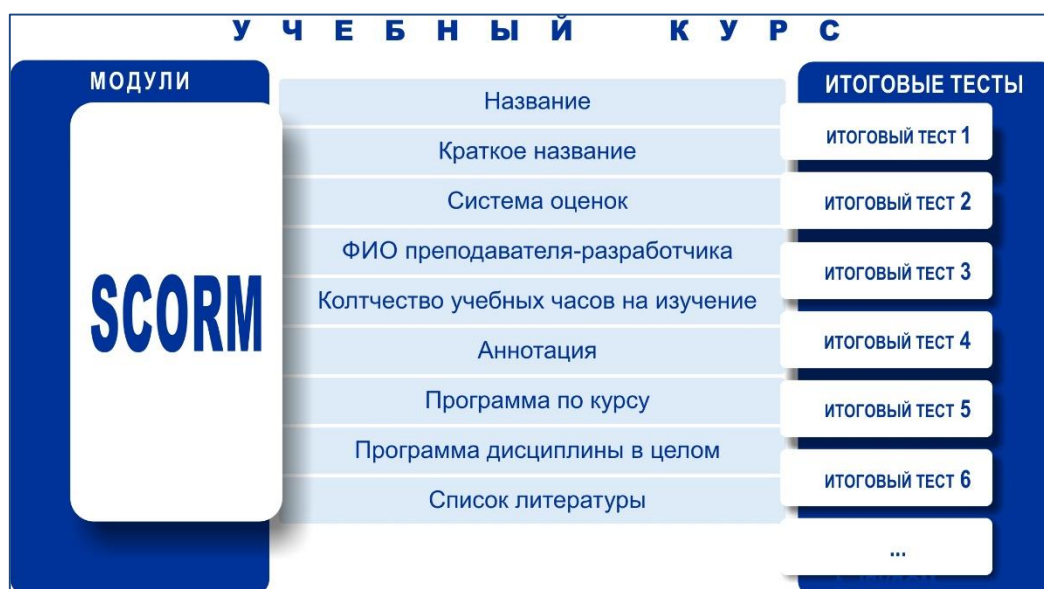 УЧЕБНЫЙ КУРС
МОДУЛИ
SCORM
Название
Краткое название
Система оценок
ФИО преподавателя-разработчика
Колтчество учебных часов на изучение
Аннотация
Программа по курсу
Программа дисциплины в целом
Список литературы
ИТОГОВЫЕ ТЕСТЫ
ИТОГОВЫЙ ТЕСТ 1
ИТОГОВЫЙ ТЕСТ 2
ИТОГОВЫЙ ТЕСТ 3
ИТОГОВЫЙ ТЕСТ 4
ИТОГОВЫЙ ТЕСТ 5
ИТОГОВЫЙ ТЕСТ 6
...